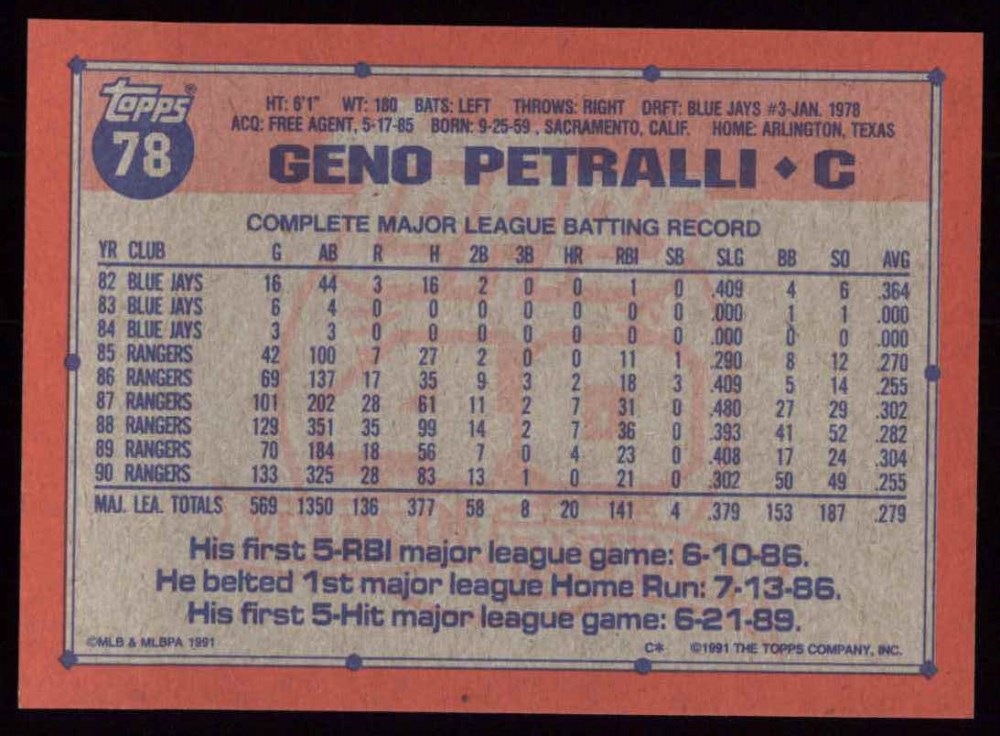 Topps®
78
HT: 6'1" WT: 180 BATS: LEFT THROWS: RIGHT DRFT: BLUE JAYS #3-JAN. 1978
ACQ: FREE AGENT, 5-17-85 BORN: 9-25-59, SACRAMENTO, CALIF. HOME: ARLINGTON, TEXAS
GENO PETRALLI ♦ C
COMPLETE MAJOR LEAGUE BATTING RECORD
YR CLUB G AB R H 2B 3B HR RBI SB SLG BB SO AVG
82 BLUE JAYS 16 44 3 16 2 0 0 1 0 .409 4 6 .364
83 BLUE JAYS 6 4 0 0 0 0 0 0 0 .000 1 1 .000
84 BLUE JAYS 3 3 0 0 0 0 0 0 0 .000 0 0 .000
85 RANGERS 42 100 7 27 2 0 0 11 1 .290 8 12 .270
86 RANGERS 69 137 17 35 9 3 2 18 3 .409 5 14 .255
87 RANGERS 101 202 28 61 11 2 7 31 0 .480 27 29 .302
88 RANGERS 129 351 35 99 14 2 7 36 0 .393 41 52 .282
89 RANGERS 70 184 18 56 7 0 4 23 0 .408 17 24 .304
90 RANGERS 133 325 28 83 13 1 0 21 0 .302 50 49 .255
MAJ. LEA. TOTALS 569 1350 136 377 58 8 20 141 4 .379 153 187 .279
His first 5-RBI major league game: 6-10-86.
He belted 1st major league Home Run: 7-13-86.
His first 5-Hit major league game: 6-21-89.
©MLB & MLBPA 1991
C* ©1991 THE TOPPS COMPANY, INC.